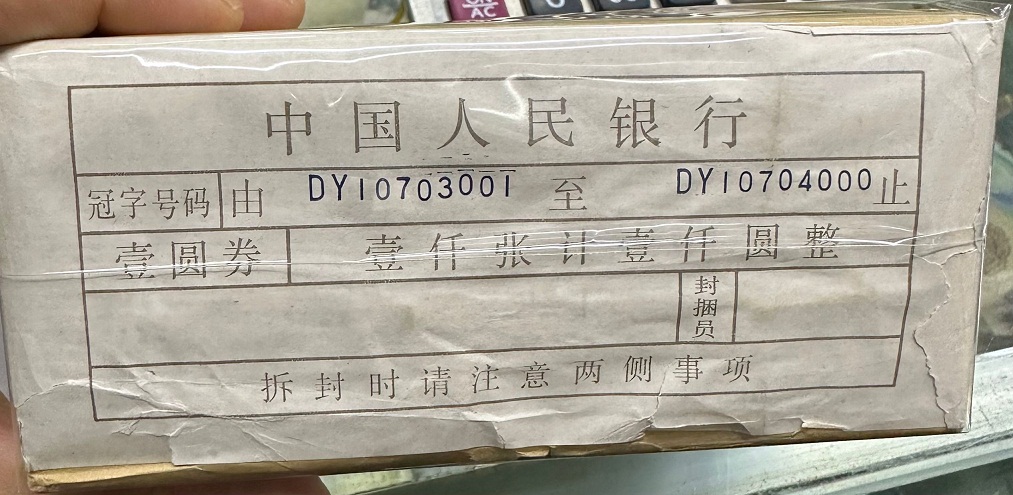 ON
AC
中国人民银行
冠字号码 由 DY10703001 至 DY10704000 止
壹圆券 壹仟张计壹仟圆整
封捆员
拆封时请注意两侧事项